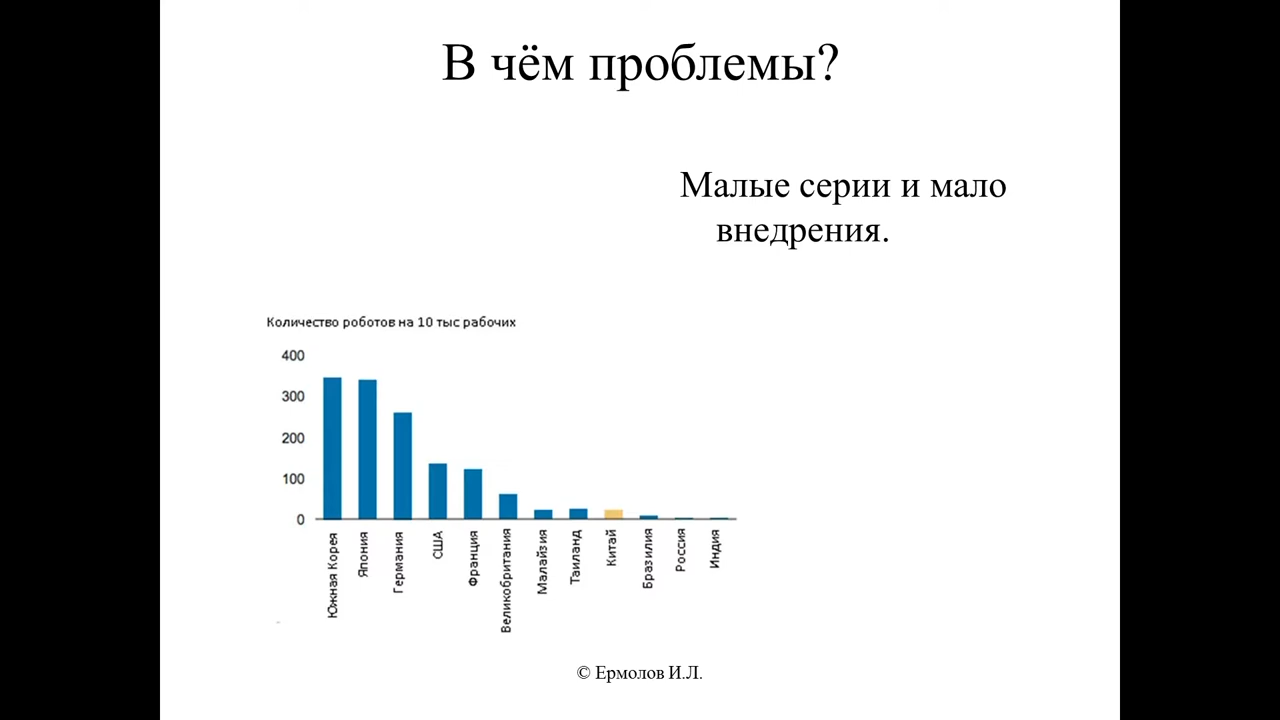 В чём проблемы?
Малые серии и мало
внедрения.
Количество роботов на 10 тыс рабочих
400
300
200
100
0
Южная Корея
Япония
Германия
США
Франция
Великобритания
Малайзия
Таиланд
Китай
Бразилия
Россия
Индия
© Ермолов И.Л.